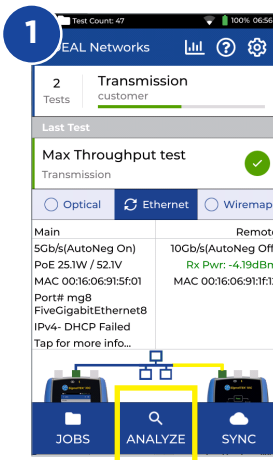 1
Test Count: 47
100% 06:56
DEAL Networks
2
Tests
Transmission
customer
Last Test
Max Throughput test
Transmission
Optical
Ethernet
Wiremap
Main
Remote
5Gb/s(AutoNeg On)
10Gb/s(AutoNeg Off
PoE 25.1W / 52.1V
Rx Pwr: -4.19dBm
MAC 00:16:06:91:5f:01
MAC 00:16:06:91:1f:1
Port# mg8
FiveGigabitEthernet8
IPv4- DHCP Failed
Tap for more info...
JOBS
ANALYZE
SYNC